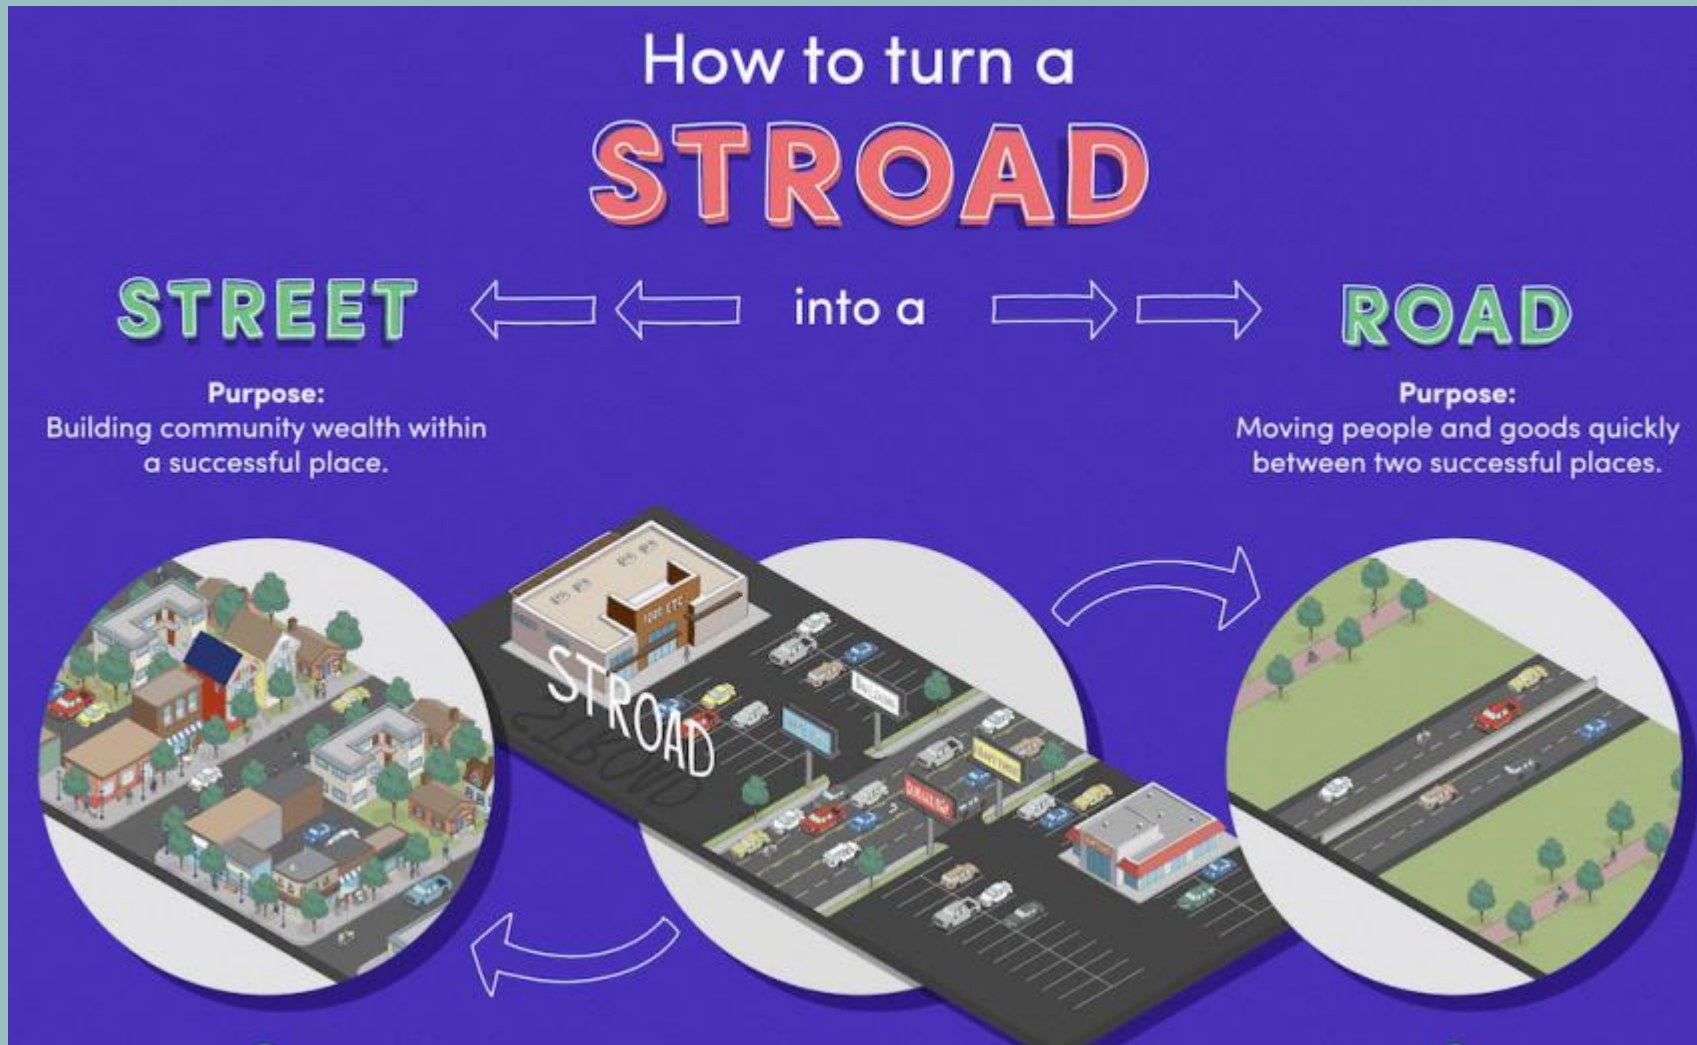 How to turn a
STROAD
STREET
into a
ROAD
Purpose:
Building community wealth within
a successful place.
Purpose:
Moving people and goods quickly
between two successful places.
STROAD